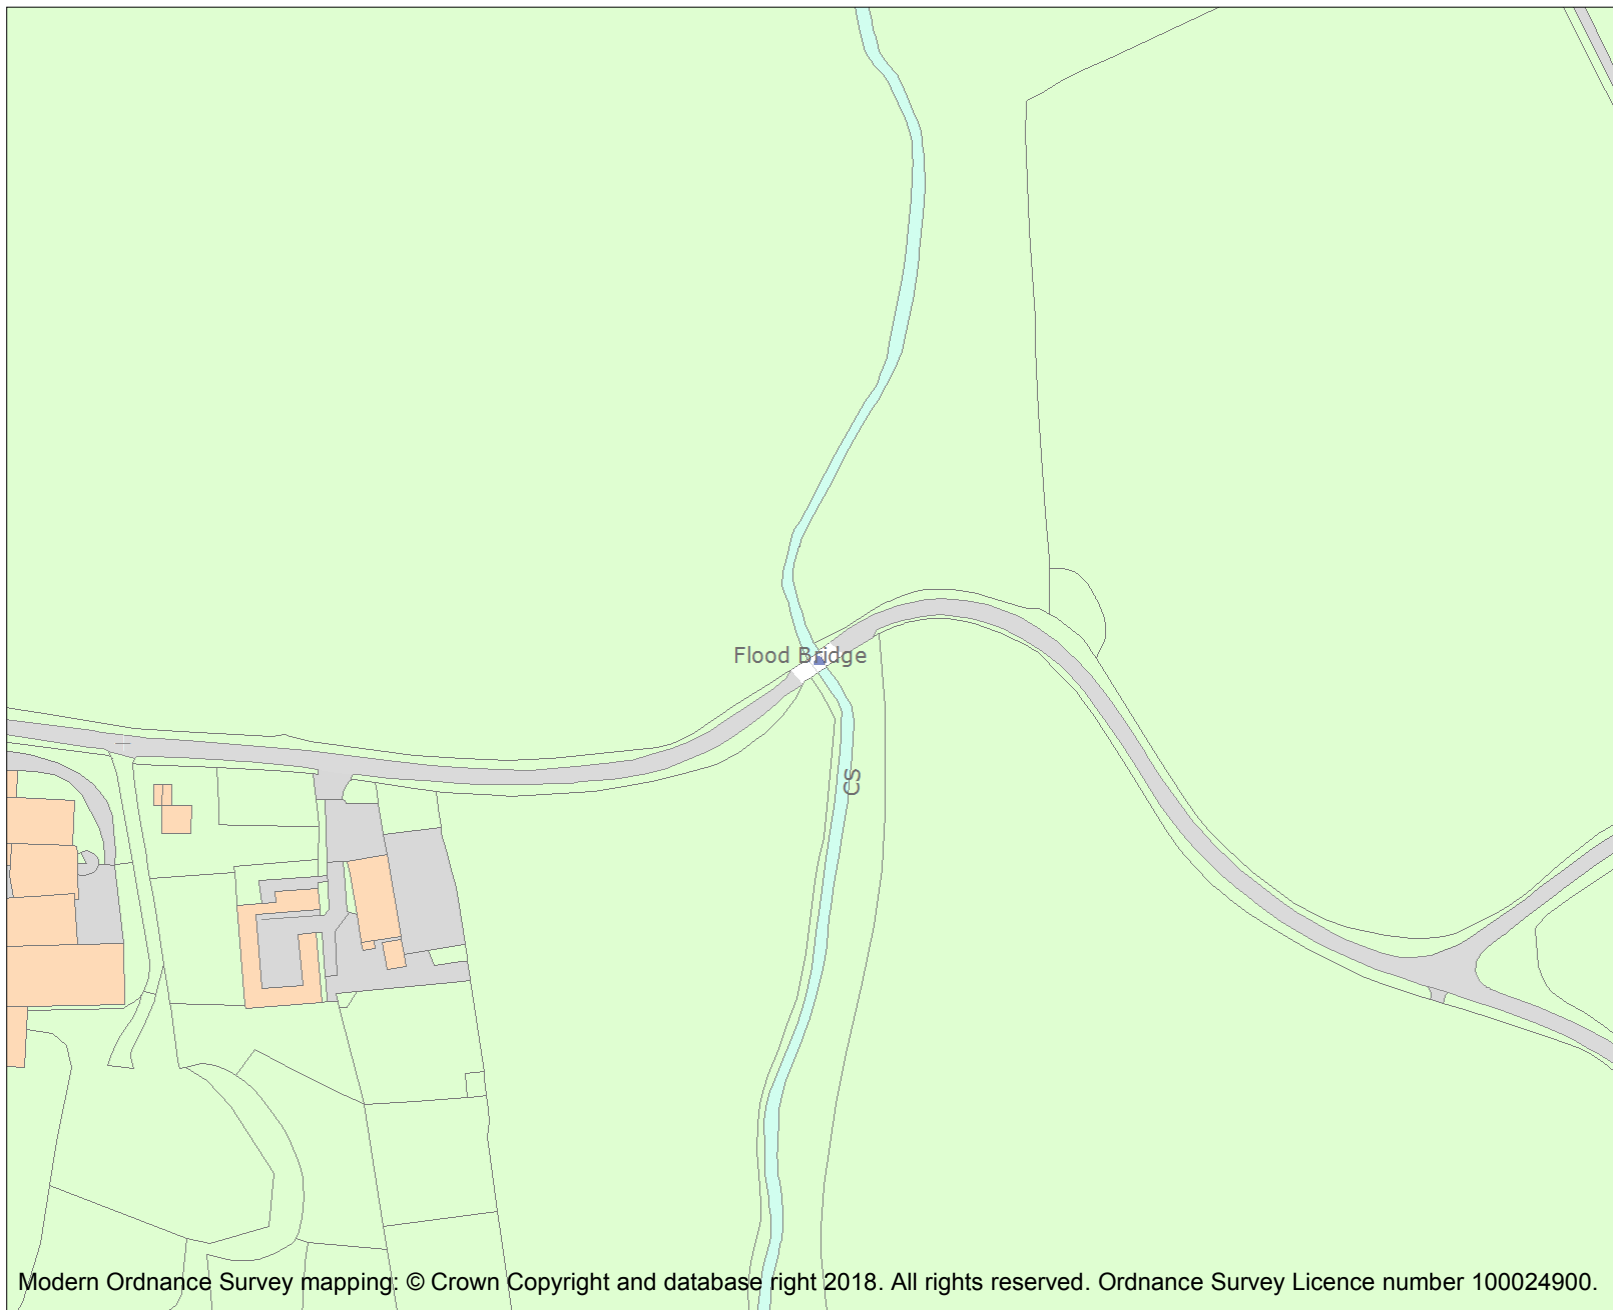 Flood Bridge
CS
Modern Ordnance Survey mapping: © Crown Copyright and database right 2018. All rights reserved. Ordnance Survey Licence number 100024900.